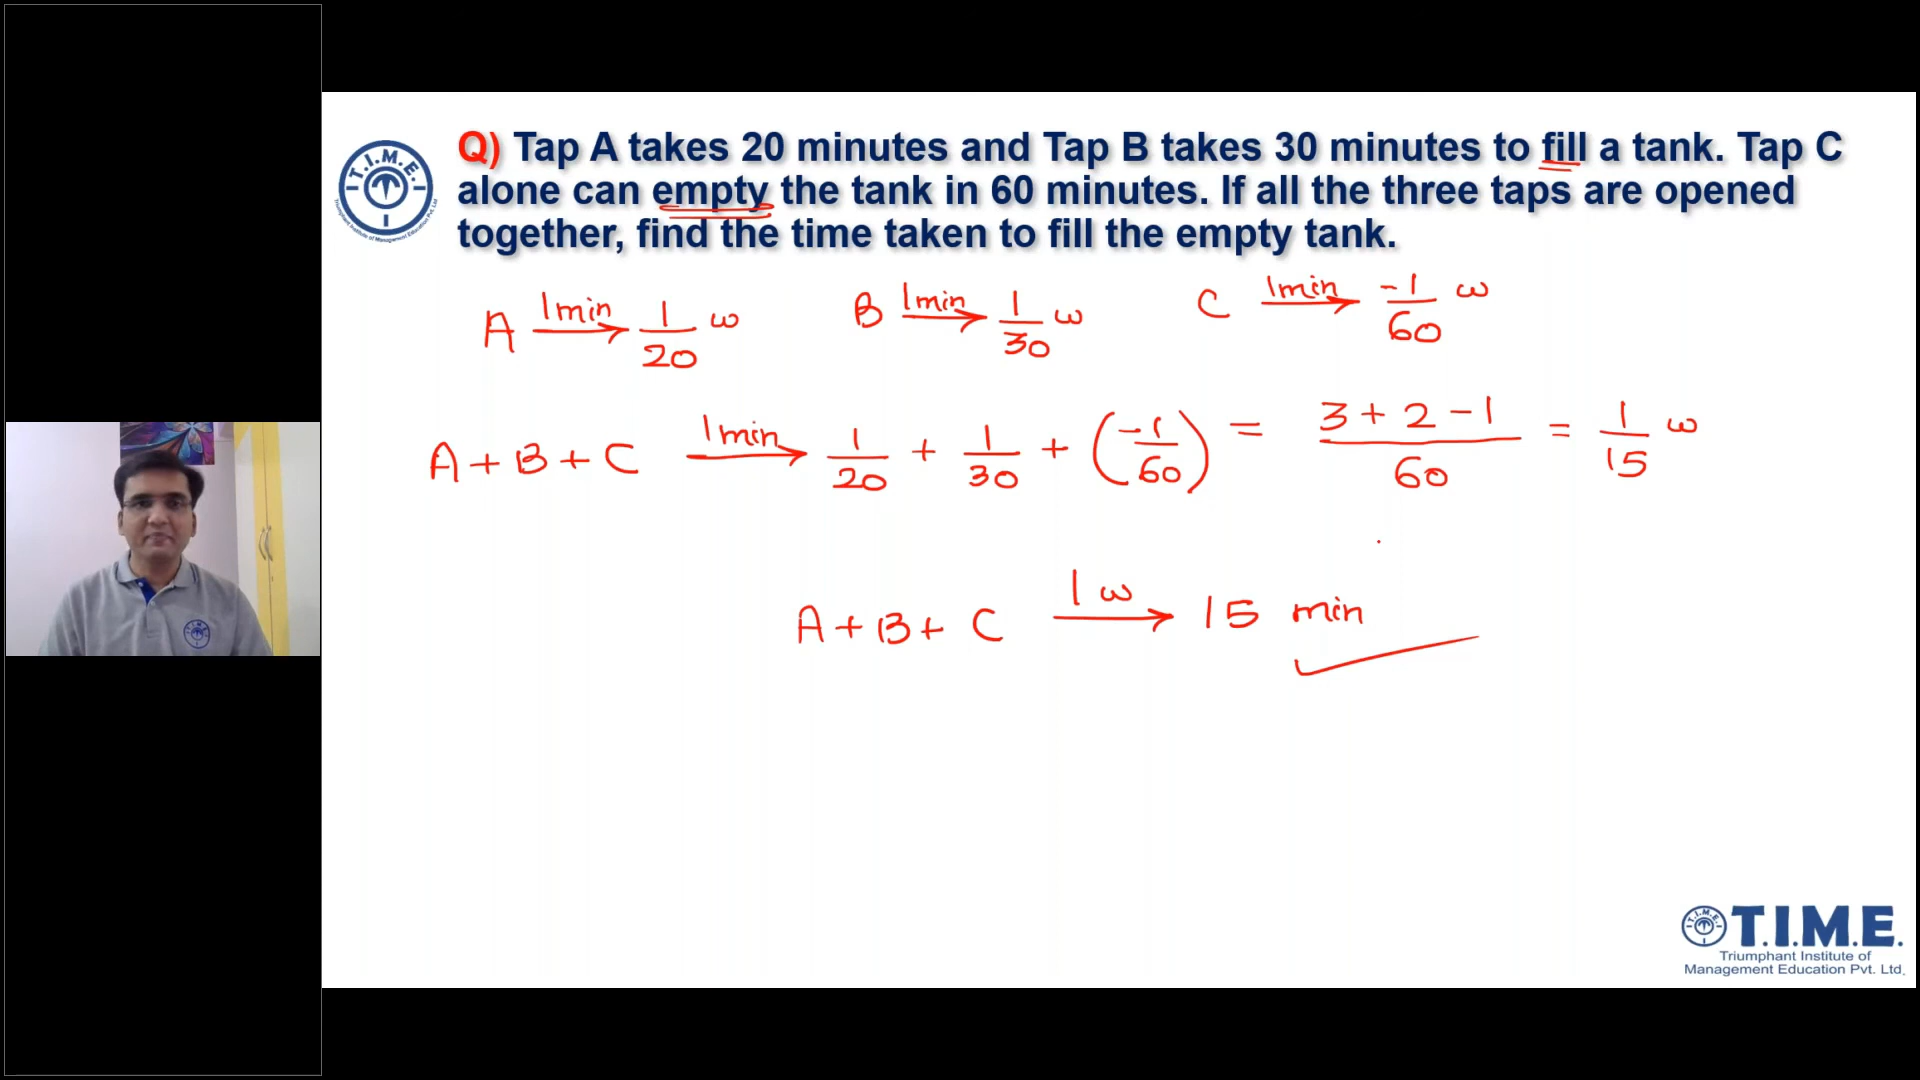 Q) Tap A takes 20 minutes and Tap B takes 30 minutes to fill a tank. Tap C
alone can empty the tank in 60 minutes. If all the three taps are opened
together, find the time taken to fill the empty tank.
T.I.M.E.
A 1min → 1/20 w B 1min → 1/30 w C 1min → -1/60 w
A+B+C 1min → 1/20 + 1/30 + (-1/60) = 3+2-1/60 = 1/15 w
A+B+C 1 w → 15 min
T.I.M.E.
Triumphant Institute of
Management Education Pvt. Ltd.